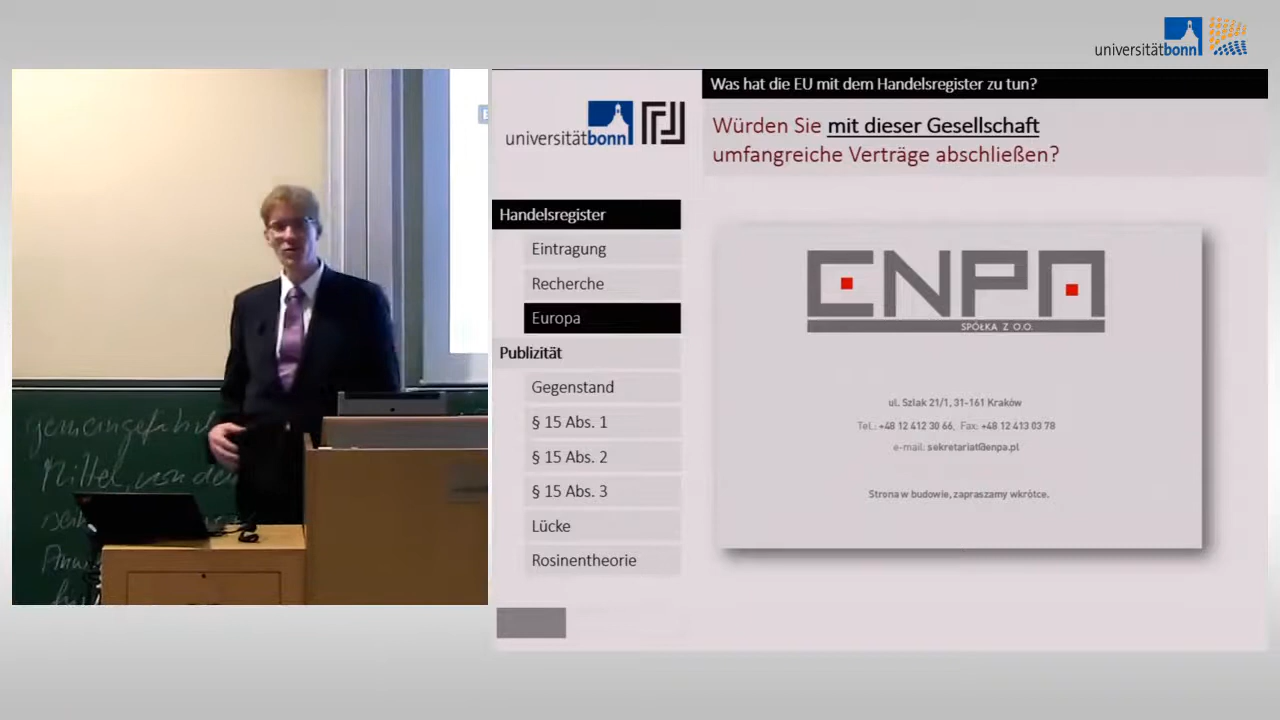 universitätbonn
Was hat die EU mit dem Handelsregister zu tun?
universitätbonn
Würden Sie mit dieser Gesellschaft
umfangreiche Verträge abschließen?
Handelsregister
Eintragung
Recherche
Europa
Publizität
Gegenstand
§ 15 Abs. 1
§ 15 Abs. 2
§ 15 Abs. 3
Lücke
Rosinentheorie
ENPA
SPÓŁKA Z O.O.
ul. Szlak 21/1, 31-161 Kraków
Tel.: +48 12 412 30 66, Fax: +48 12 413 03 78
e-mail: sekretariat@enpa.pl
Strona w budowie, zapraszamy wkrótce.
Mittel, von den